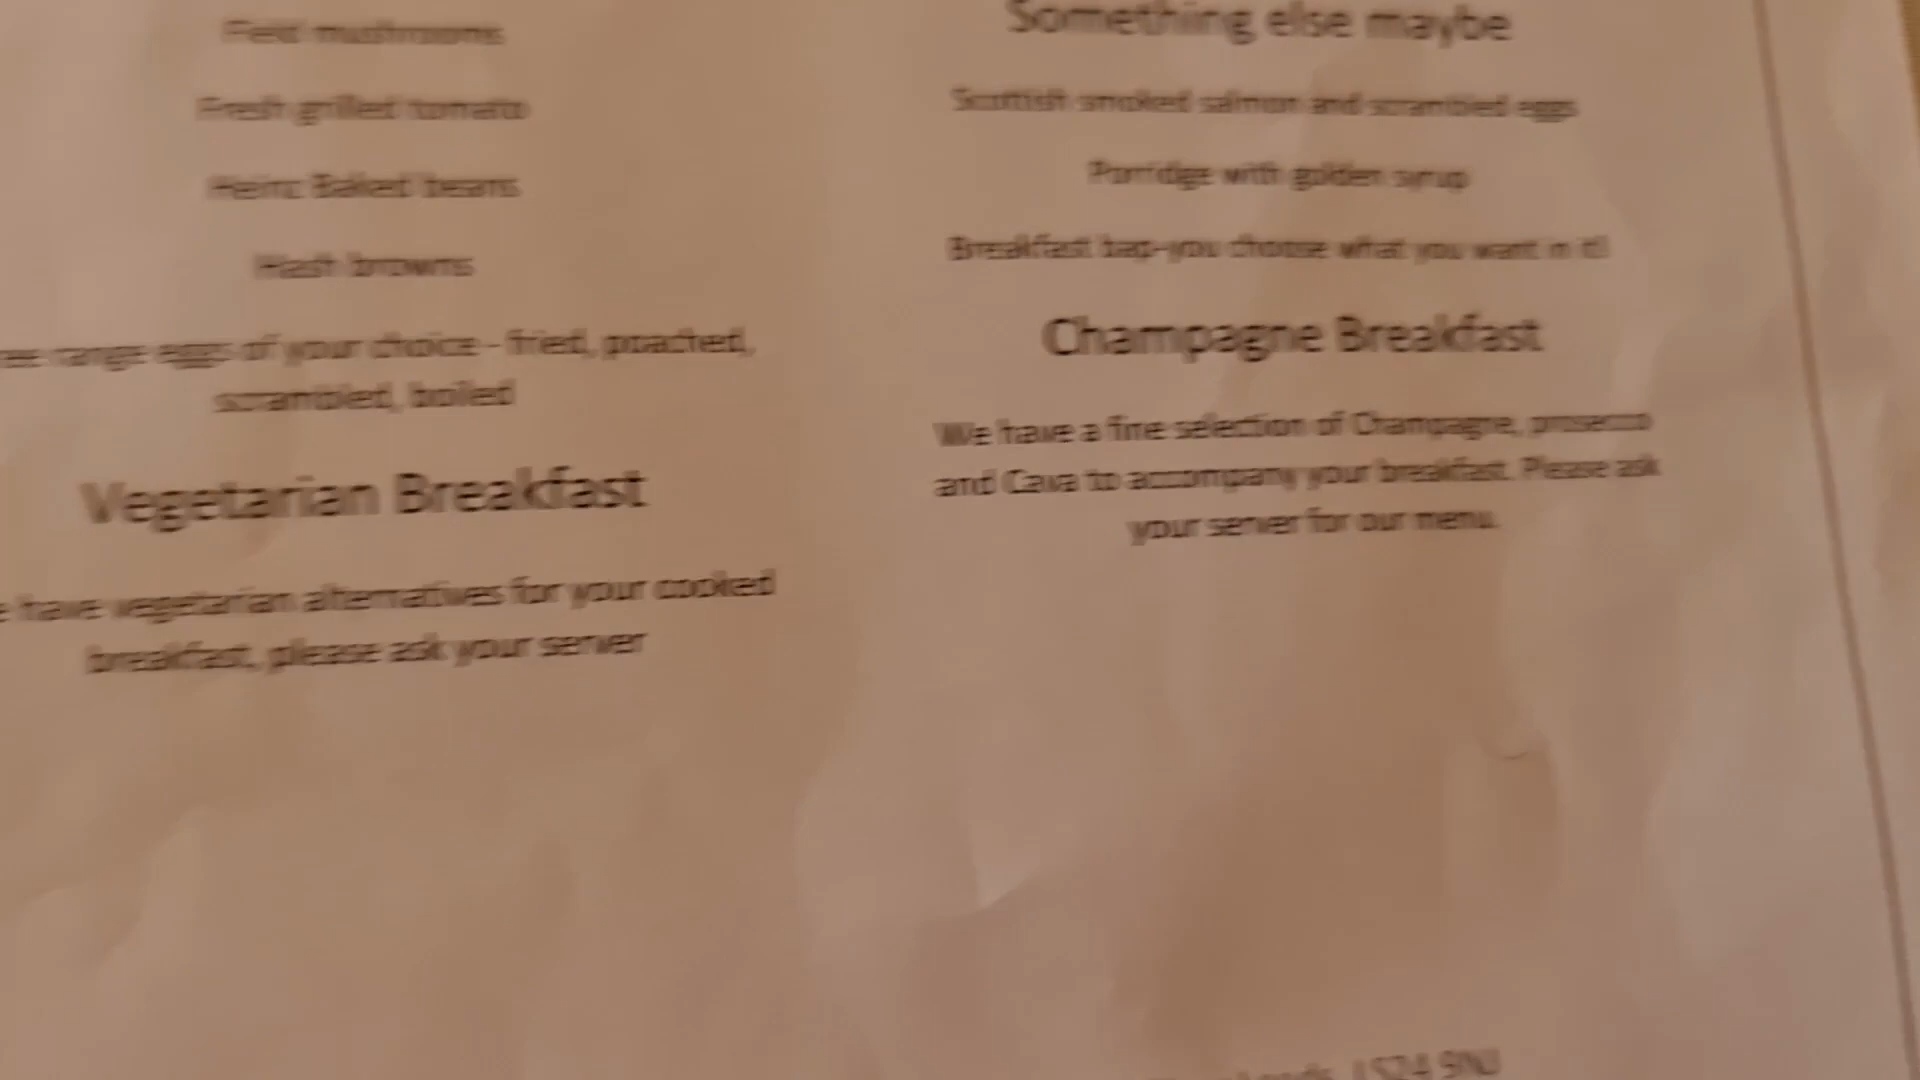 Field mushrooms
Fresh grilled tomato
Heinz Baked beans
Hash browns
ree range eggs of your choice - fried, poached,
scrambled, boiled
Vegetarian Breakfast
e have vegetarian alternatives for your cooked
breakfast, please ask your server
Something else maybe
Scottish smoked salmon and scrambled eggs
Porridge with golden syrup
Breakfast bap-you choose what you want in it!
Champagne Breakfast
We have a fine selection of Champagne, prosecco
and Cava to accompany your breakfast. Please ask
your server for our menu.
Leeds, LS24 9NJ